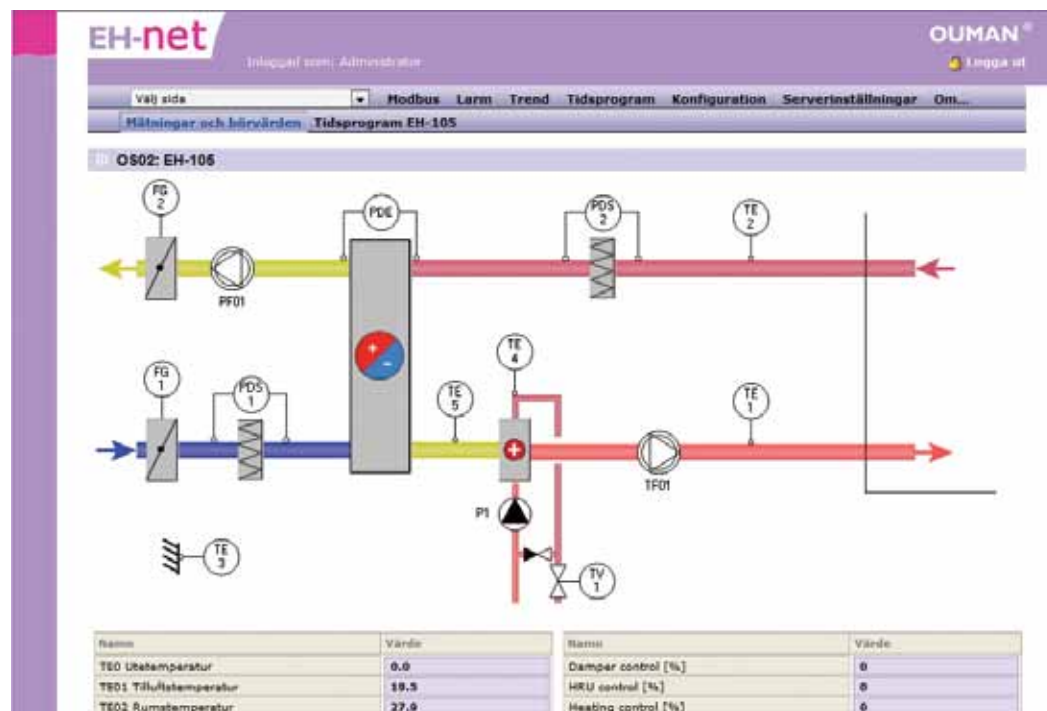 EH-net
OUMAN®
Inloggad som: Administrator
Logga ut
Välj sida
Modbus Larm Trend Tidsprogram Konfiguration Serverinställningar Om...
Mätningar och börvärden Tidsprogram EH-105
OS02: EH-105
FG 2
PDE
PDS 2
TE 2
PF01
TE 4
FG 1
PDS 1
TE 5
TE 1
TF01
P1
TE 3
TV 1
Namn Värde Namn Värde
TE0 Utetemperatur 0.0 Damper control [%] 0
TE01 Tilluftstemperatur 19.5 HRU control [%] 0
TE02 Rumstemperatur 27.9 Heating control [%] 0